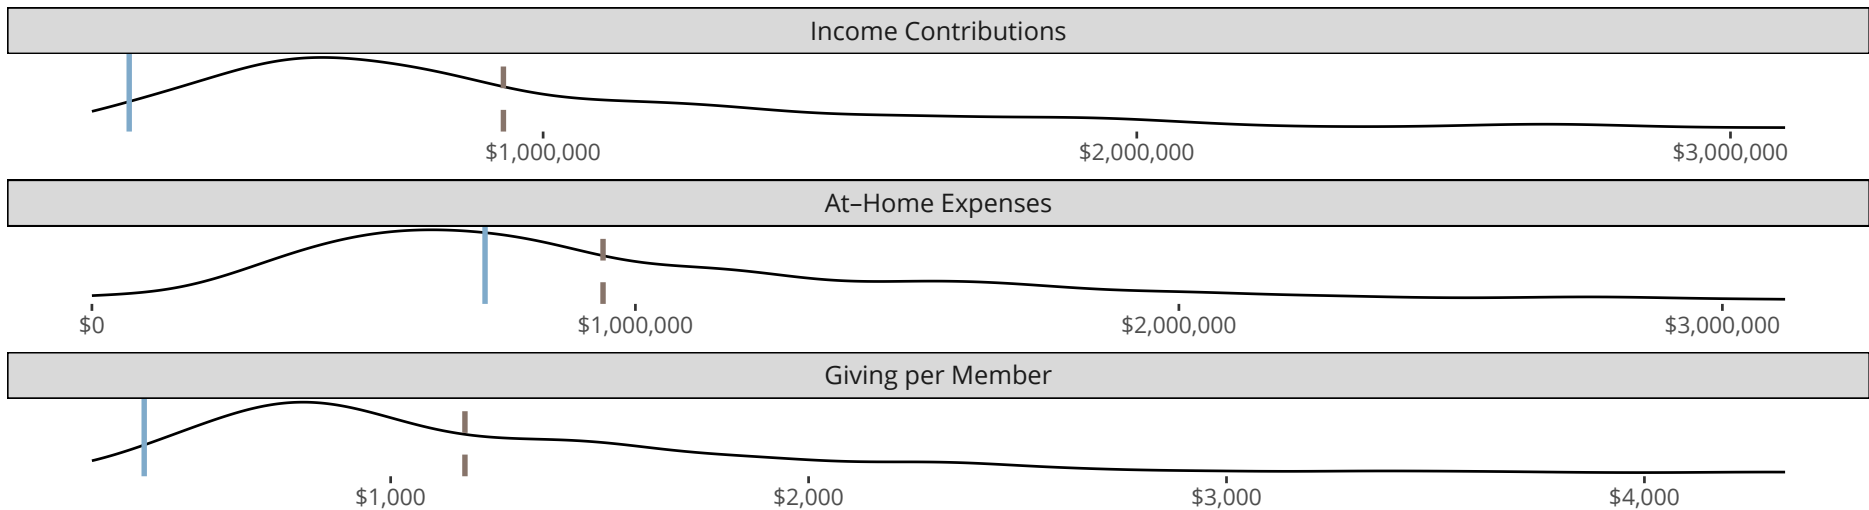 Income Contributions
$1,000,000 $2,000,000 $3,000,000
At–Home Expenses
$0 $1,000,000 $2,000,000 $3,000,000
Giving per Member
$1,000 $2,000 $3,000 $4,000